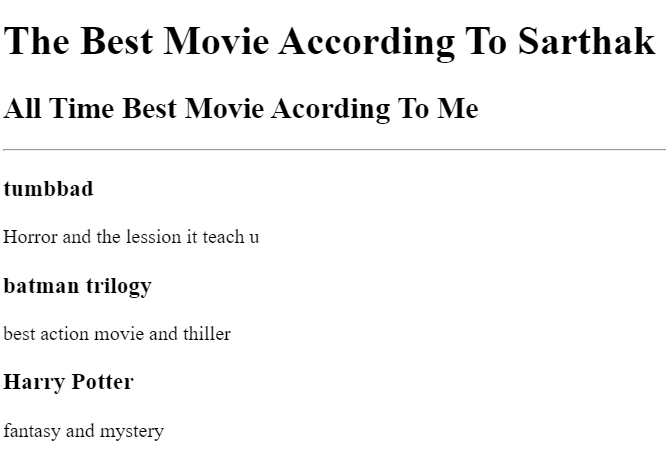 The Best Movie According To Sarthak
All Time Best Movie Acording To Me
tumbbad
Horror and the lession it teach u
batman trilogy
best action movie and thiller
Harry Potter
fantasy and mystery